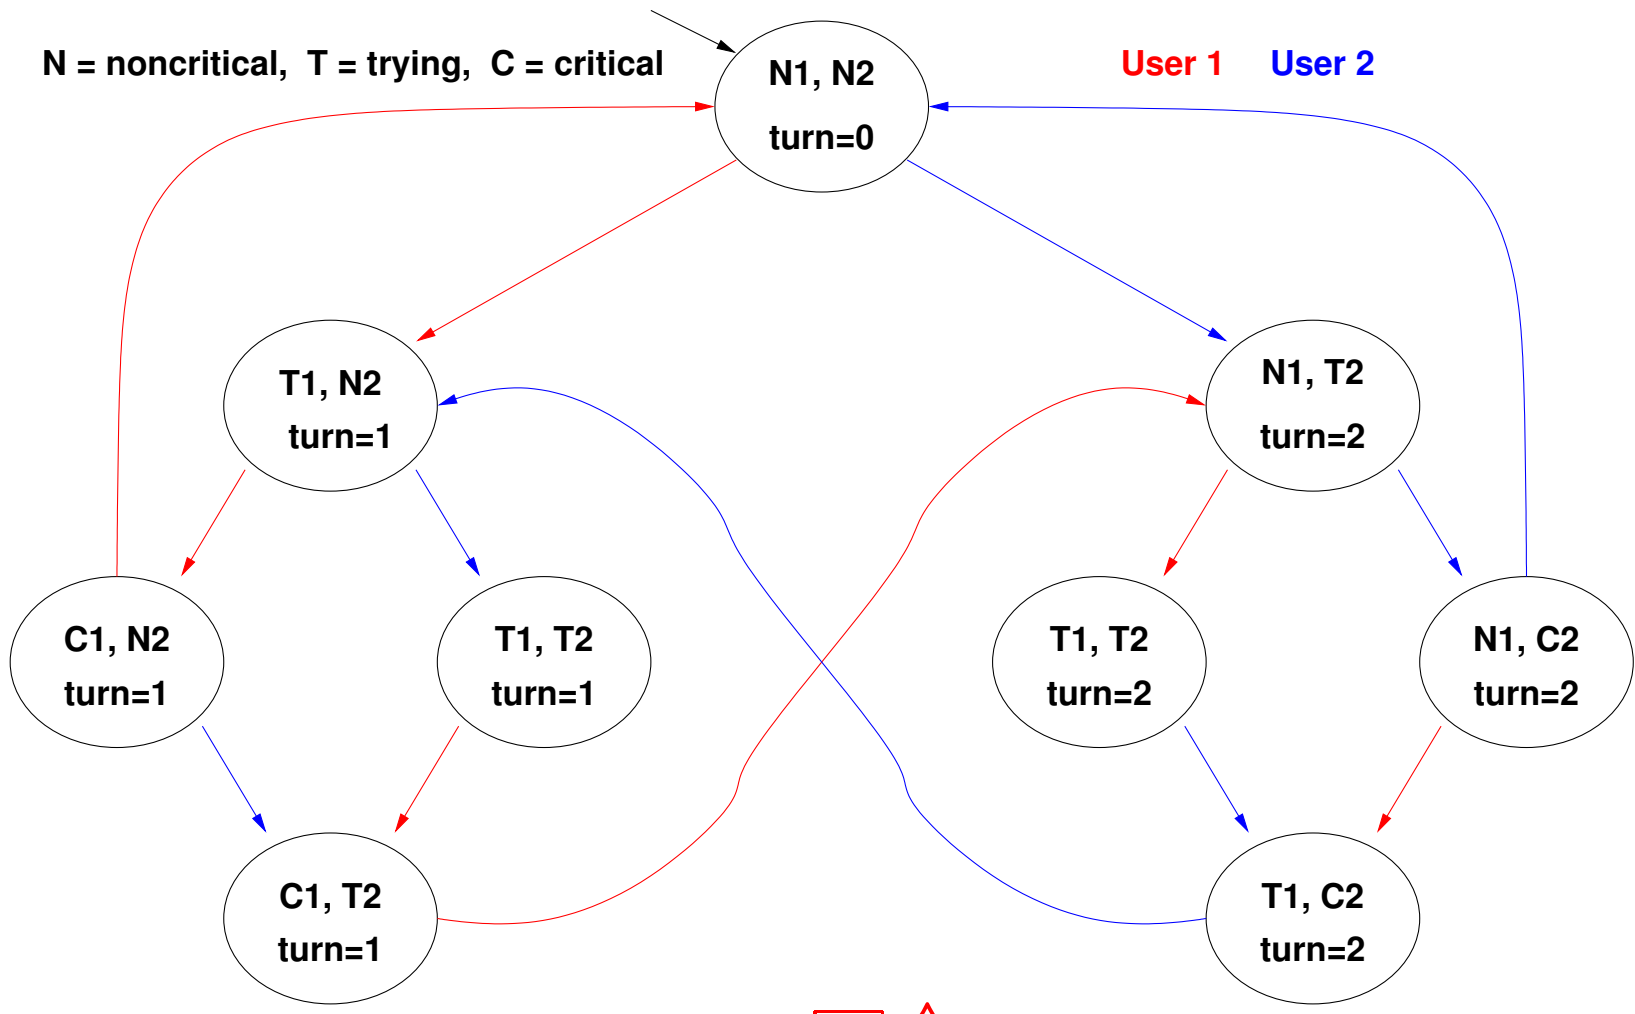 N = noncritical, T = trying, C = critical
User 1 User 2
N1, N2
turn=0
T1, N2
turn=1
N1, T2
turn=2
C1, N2
turn=1
T1, T2
turn=1
T1, T2
turn=2
N1, C2
turn=2
C1, T2
turn=1
T1, C2
turn=2